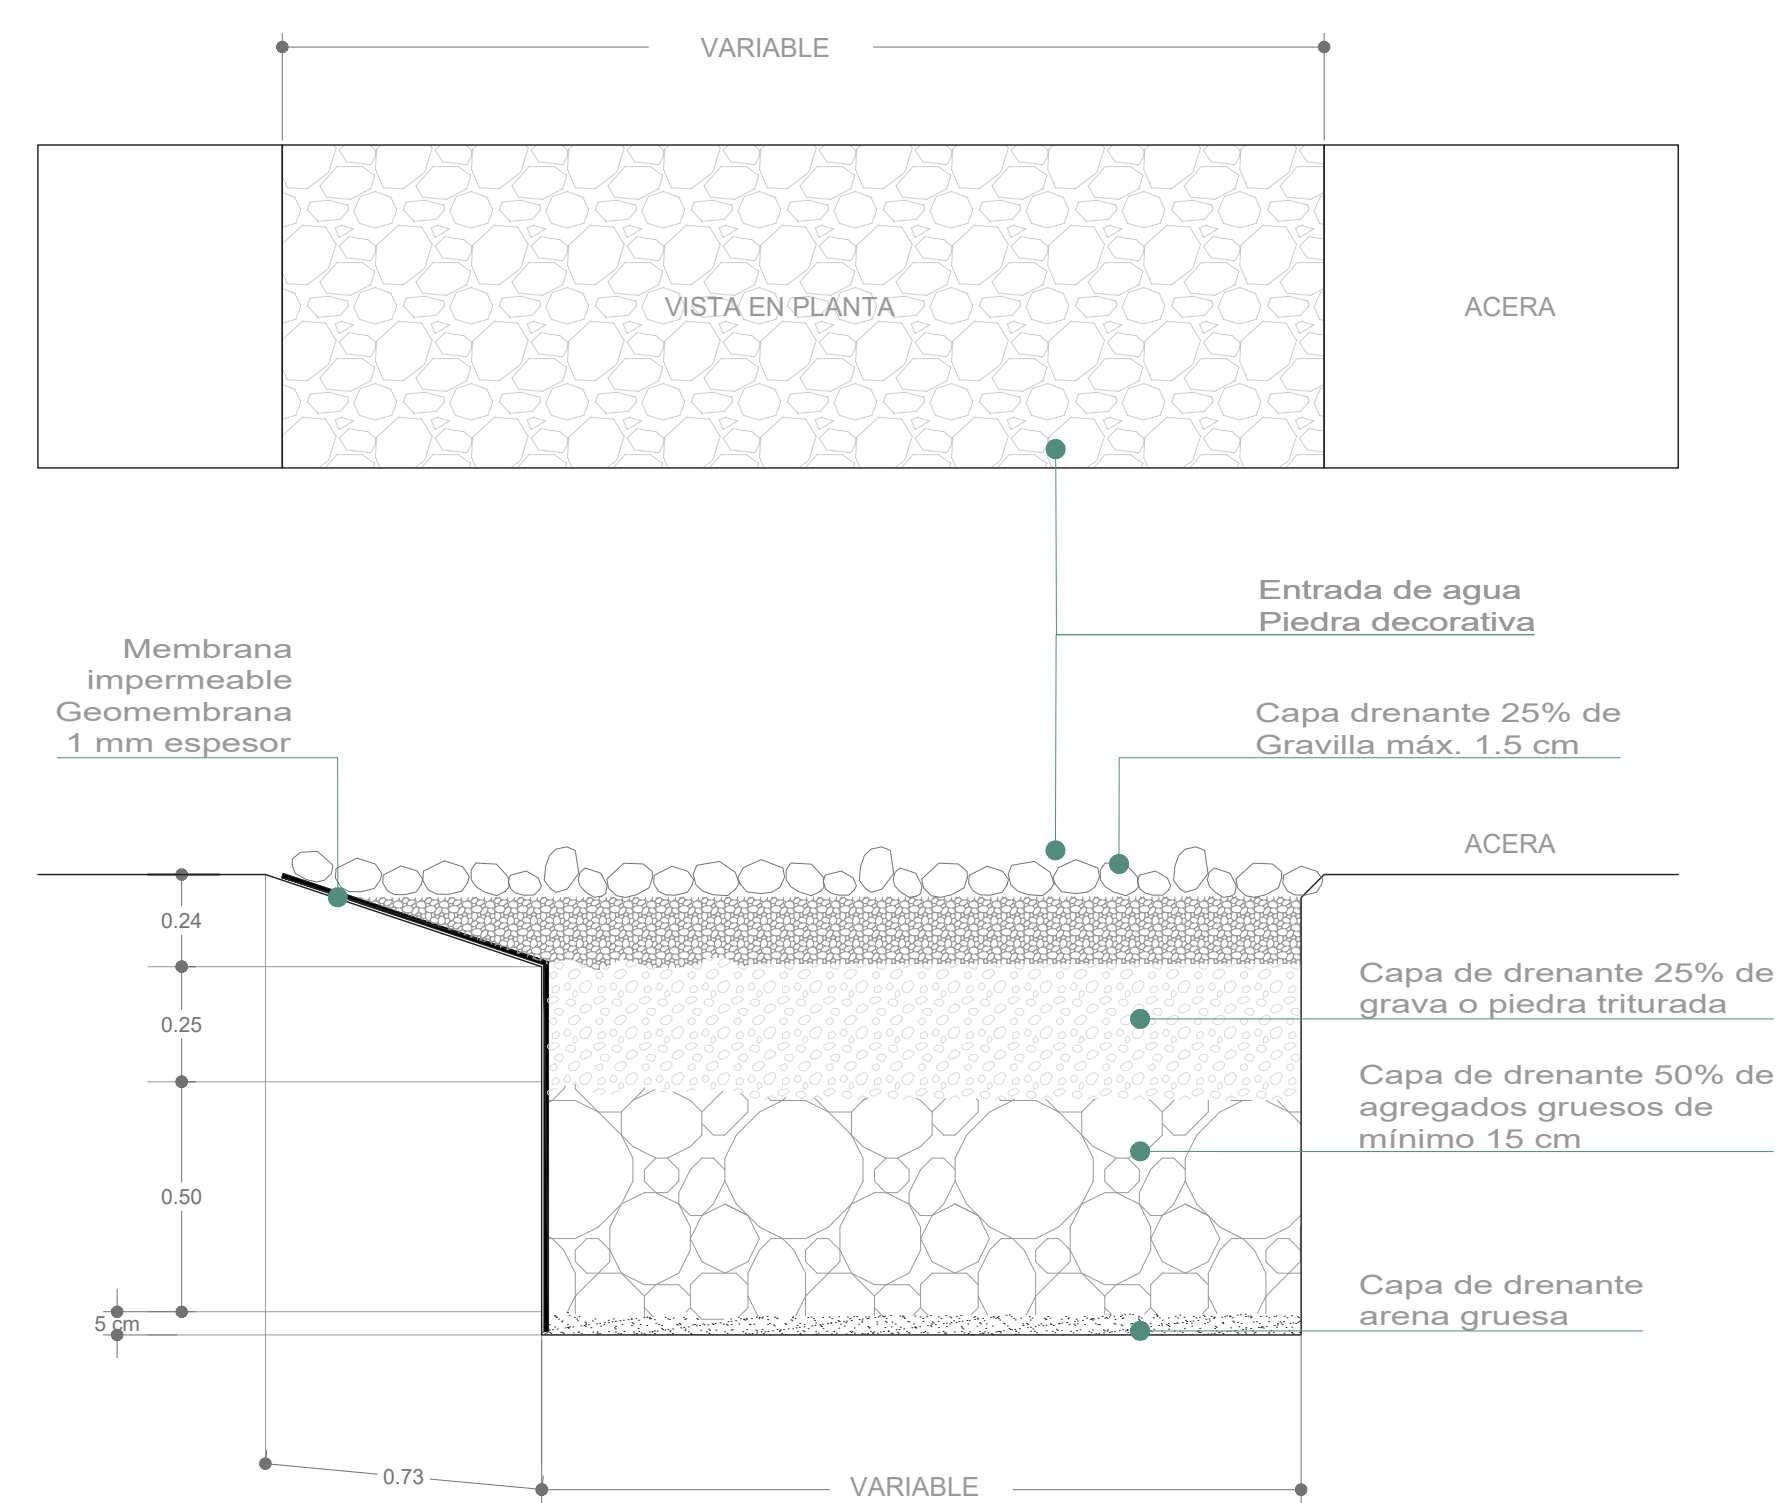 VARIABLE
VISTA EN PLANTA
ACERA
Entrada de agua
Piedra decorativa
Membrana
impermeable
Geomembrana
1 mm espesor
Capa drenante 25% de
Gravilla máx. 1.5 cm
ACERA
0.24
0.25
0.50
5 cm
Capa de drenante 25% de
grava o piedra triturada
Capa de drenante 50% de
agregados gruesos de
mínimo 15 cm
Capa de drenante
arena gruesa
0.73
VARIABLE